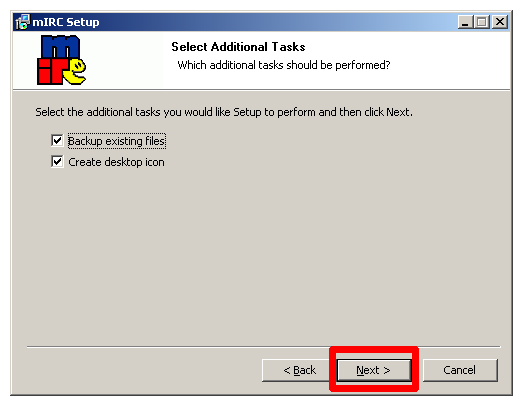 mIRC Setup
mIRC
Select Additional Tasks
Which additional tasks should be performed?
Select the additional tasks you would like Setup to perform and then click Next.
Backup existing files
Create desktop icon
< Back
Next >
Cancel